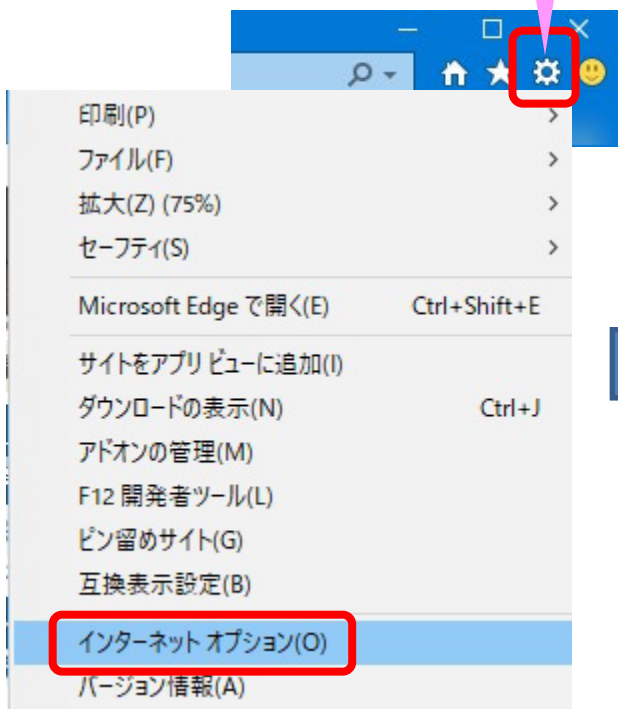 印刷(P)
ファイル(F)
拡大(Z) (75%)
セーフティ(S)
Microsoft Edge で開く(E) Ctrl+Shift+E
サイトをアプリ ビューに追加(I)
ダウンロードの表示(N) Ctrl+J
アドオンの管理(M)
F12 開発者ツール(L)
ピン留めサイト(G)
互換表示設定(B)
インターネット オプション(O)
バージョン情報(A)